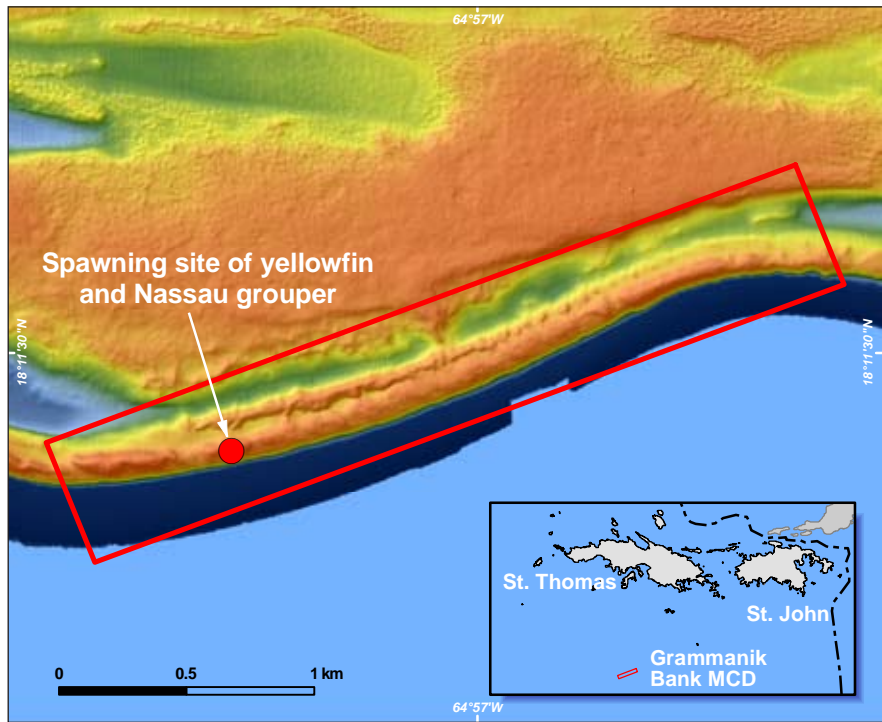 64°57'W
Spawning site of yellowfin
and Nassau grouper
18°11'30"N
18°11'30"N
St. Thomas
St. John
Grammanik
Bank MCD
0
0.5
1 km
64°57'W